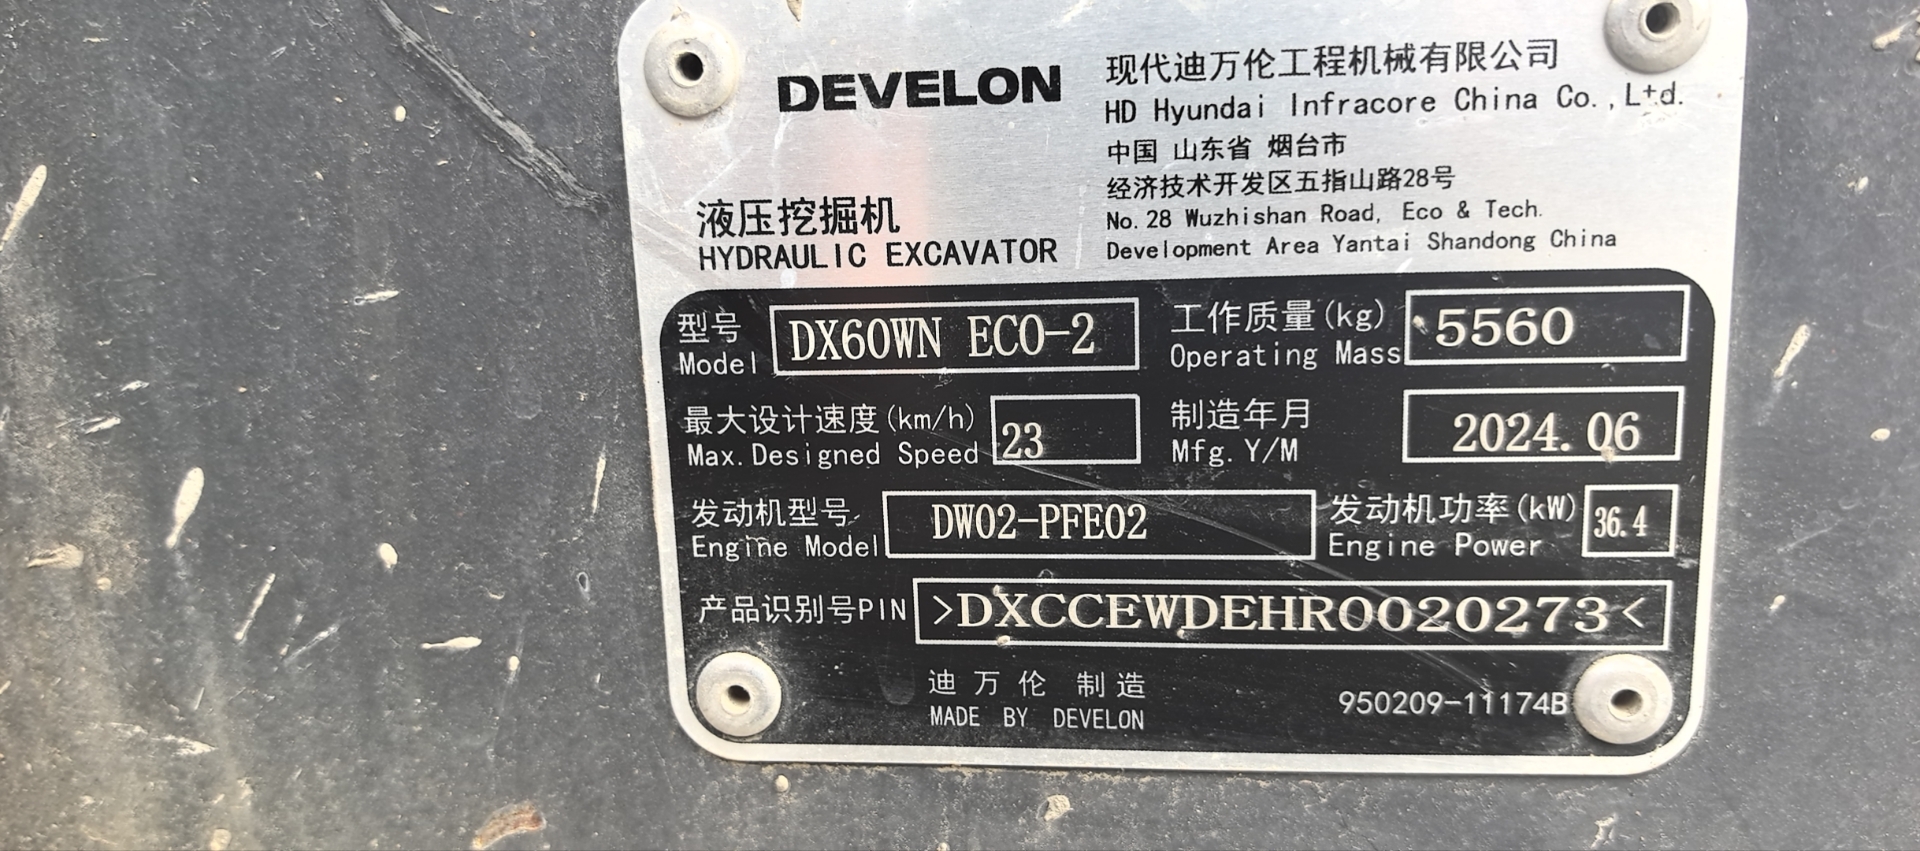 DEVELON
现代迪万伦工程机械有限公司
HD Hyundai Infracore China Co.,Ltd.
中国 山东省 烟台市
经济技术开发区五指山路28号
No.28 Wuzhishan Road, Eco & Tech.
Development Area Yantai Shandong China
液压挖掘机
HYDRAULIC EXCAVATOR
型号 Model DX60WN ECO-2
工作质量(kg) Operating Mass 5560
最大设计速度(km/h) Max.Designed Speed 23
制造年月 Mfg.Y/M 2024.06
发动机型号 Engine Model DW02-PFE02
发动机功率(kW) Engine Power 36.4
产品识别号PIN >DXCCEWDEHR0020273<
迪万伦 制造
MADE BY DEVELON
950209-11174B